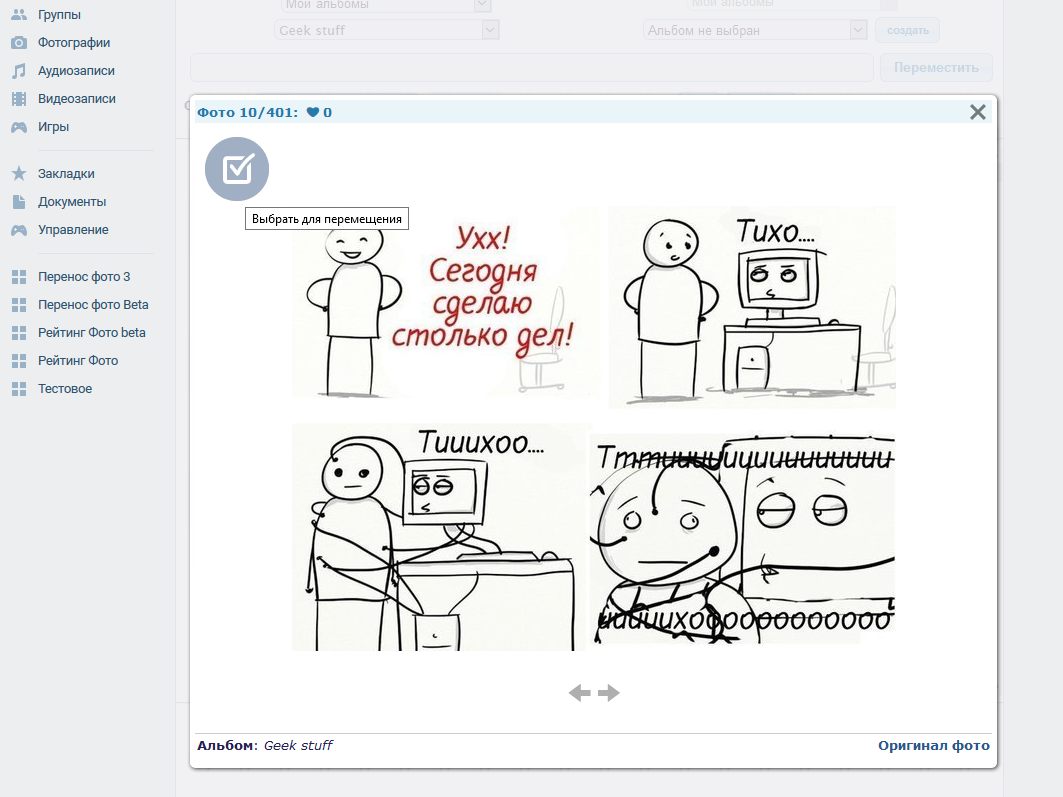 Группы
Фотографии
Аудиозаписи
Видеозаписи
Игры
Закладки
Документы
Управление
Перенос фото 3
Перенос фото Beta
Рейтинг Фото beta
Рейтинг Фото
Тестовое
Мои альбомы
Мои альбомы
Geek stuff
Альбом не выбран
создать
Переместить
Фото 10/401: 0
Выбрать для перемещения
Ухх!
Сегодня
сделаю
столько дел!
Тихо....
Тииихоо....
Альбом: Geek stuff
Оригинал фото